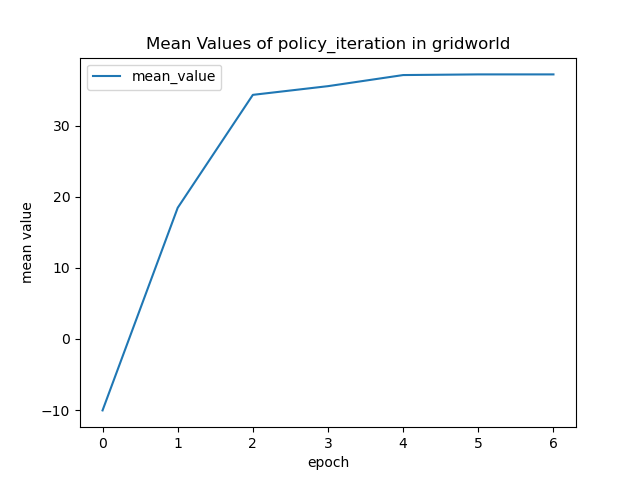 Mean Values of policy_iteration in gridworld
mean_value
30
20
10
0
−10
mean value
0 1 2 3 4 5 6
epoch